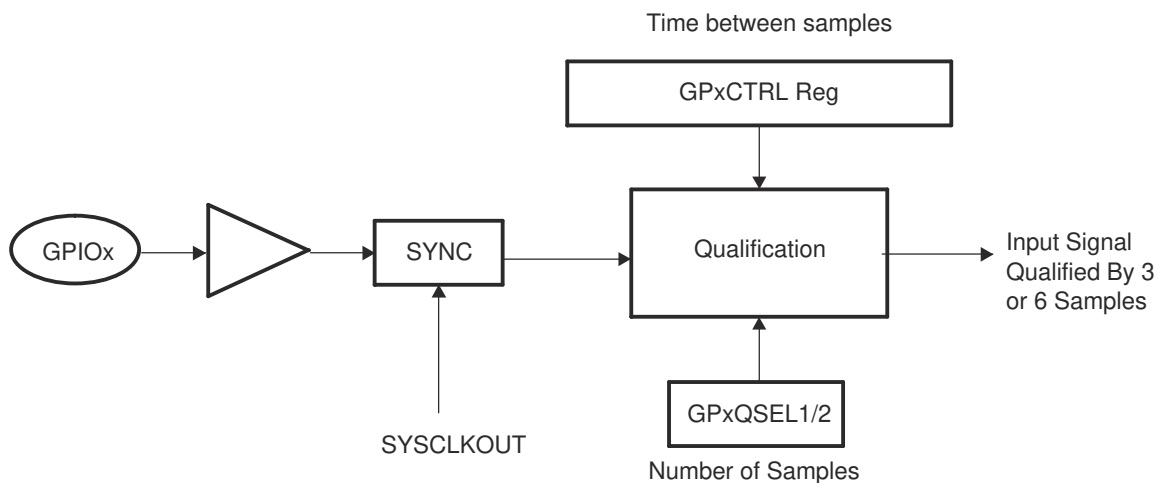 Time between samples
GPxCTRL Reg
GPIOx
SYNC
Qualification
Input Signal
Qualified By 3
or 6 Samples
GPxQSEL1/2
SYSCLKOUT
Number of Samples